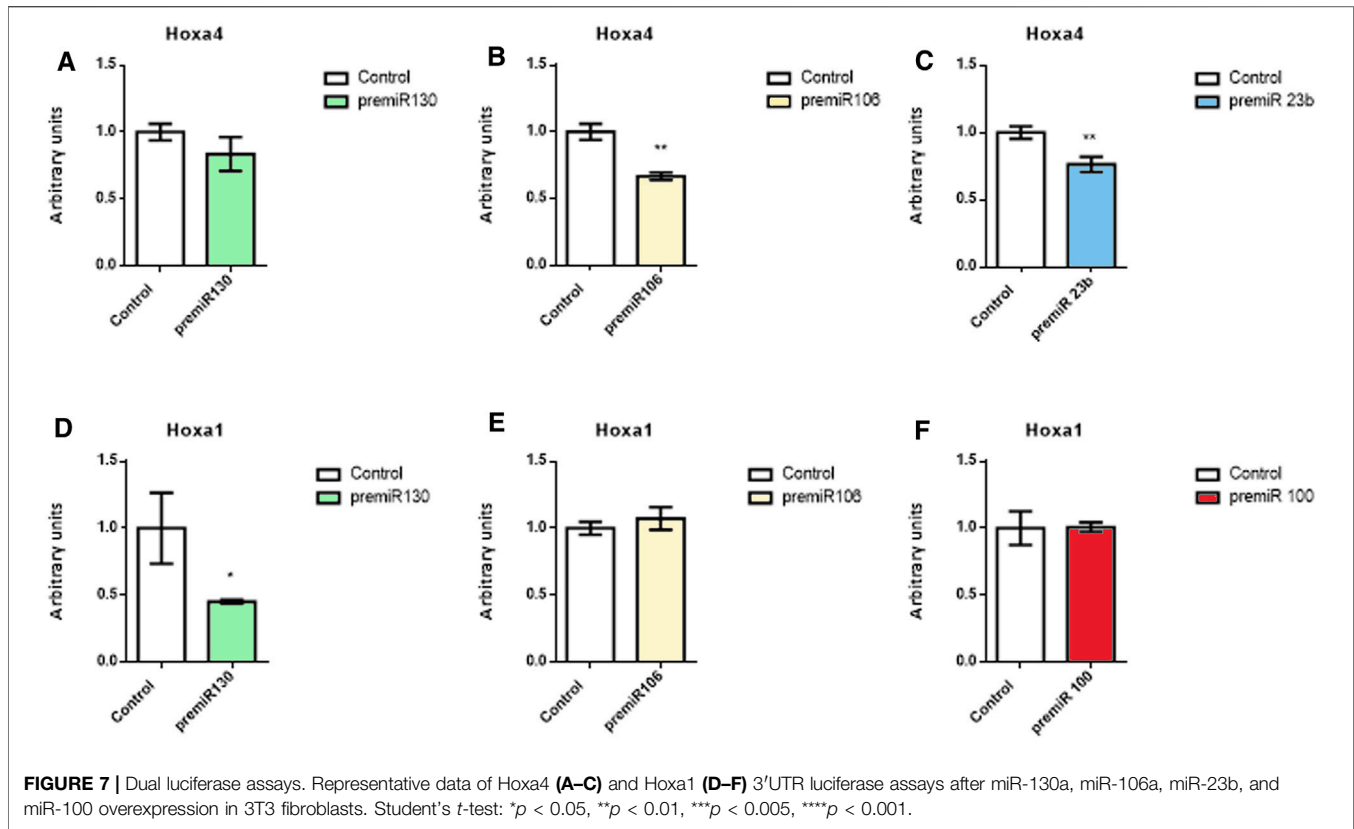 Hoxa4
A
1.5
1.0
0.5
0.0
Arbitrary units
Control
premiR130
Control
premiR130
Hoxa4
B
1.5
1.0
0.5
0.0
Arbitrary units
**
Control
premiR106
Control
premiR106
Hoxa4
C
1.5
1.0
0.5
0.0
Arbitrary units
**
Control
premiR 23b
Control
premiR 23b
Hoxa1
D
1.5
1.0
0.5
0.0
Arbitrary units
*
Control
premiR130
Control
premiR130
Hoxa1
E
1.5
1.0
0.5
0.0
Arbitrary units
Control
premiR106
Control
premiR106
Hoxa1
F
1.5
1.0
0.5
0.0
Arbitrary units
Control
premiR 100
Control
premiR 100
FIGURE 7 | Dual luciferase assays. Representative data of Hoxa4 (A–C) and Hoxa1 (D–F) 3′UTR luciferase assays after miR-130a, miR-106a, miR-23b, and
miR-100 overexpression in 3T3 fibroblasts. Student's t-test: *p < 0.05, **p < 0.01, ***p < 0.005, ****p < 0.001.